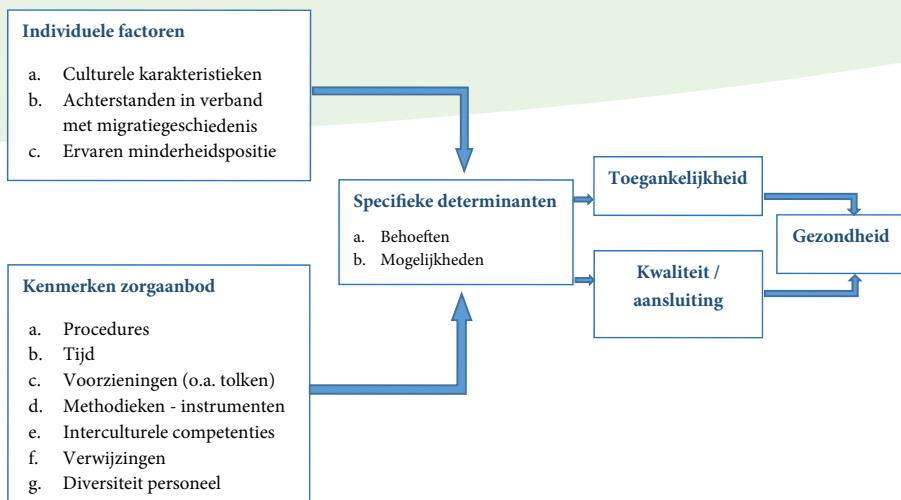 Individuele factoren
a. Culturele karakteristieken
b. Achterstanden in verband
met migratiegeschiedenis
c. Ervaren minderheidspositie
Kenmerken zorgaanbod
a. Procedures
b. Tijd
c. Voorzieningen (o.a. tolken)
d. Methodieken - instrumenten
e. Interculturele competenties
f. Verwijzingen
g. Diversiteit personeel
Specifieke determinanten
a. Behoeften
b. Mogelijkheden
Toegankelijkheid
Kwaliteit /
aansluiting
Gezondheid